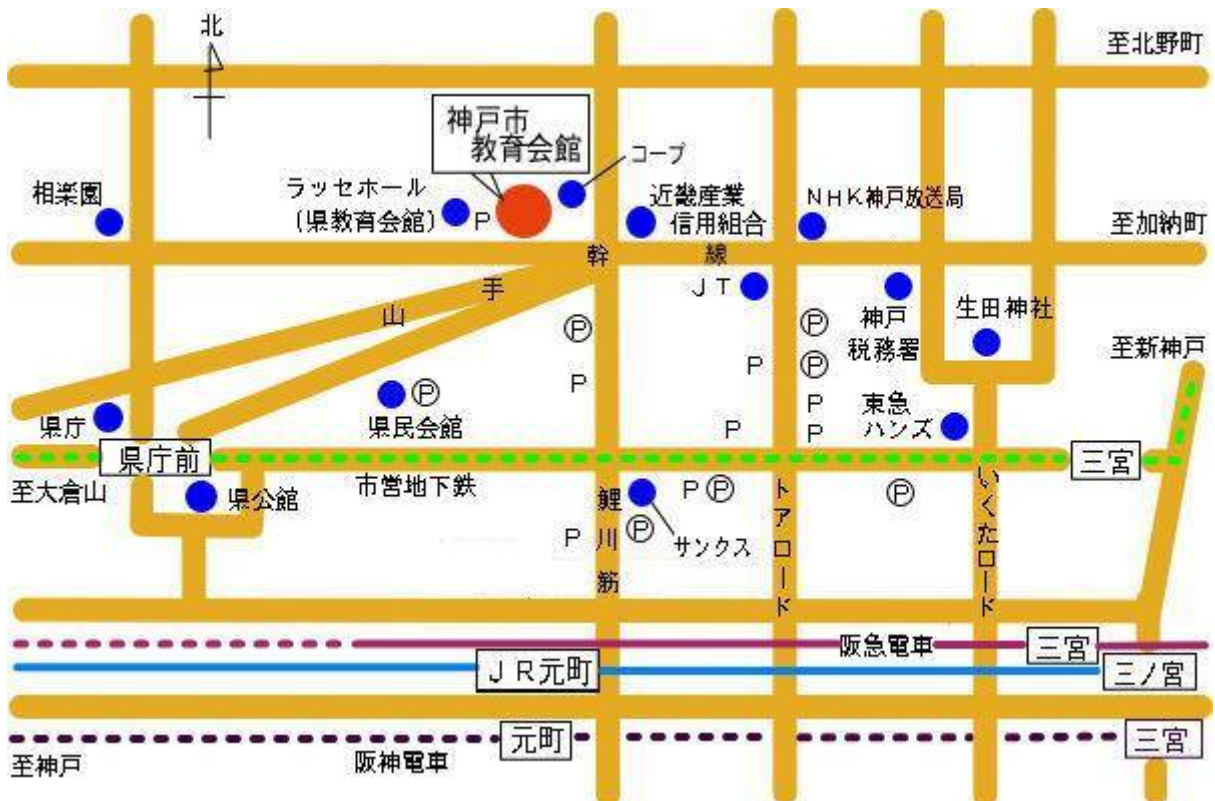 北
至北野町
神戸市
教育会館
コープ
相楽園
ラッセホール
(県教育会館)
P
近畿産業
信用組合
NHK神戸放送局
至加納町
幹
線
手
山
JT
P
神戸
税務署
生田神社
至新神戸
P
P
P
P
県庁
県民会館
P
P
P
P
東急
ハンズ
県庁前
三宮
至大倉山
県公館
市営地下鉄
鯉川筋
P
P
P
P
サンクス
トアロード
P
いくたロード
阪急電車
三宮
JR元町
三ノ宮
元町
三宮
至神戸
阪神電車